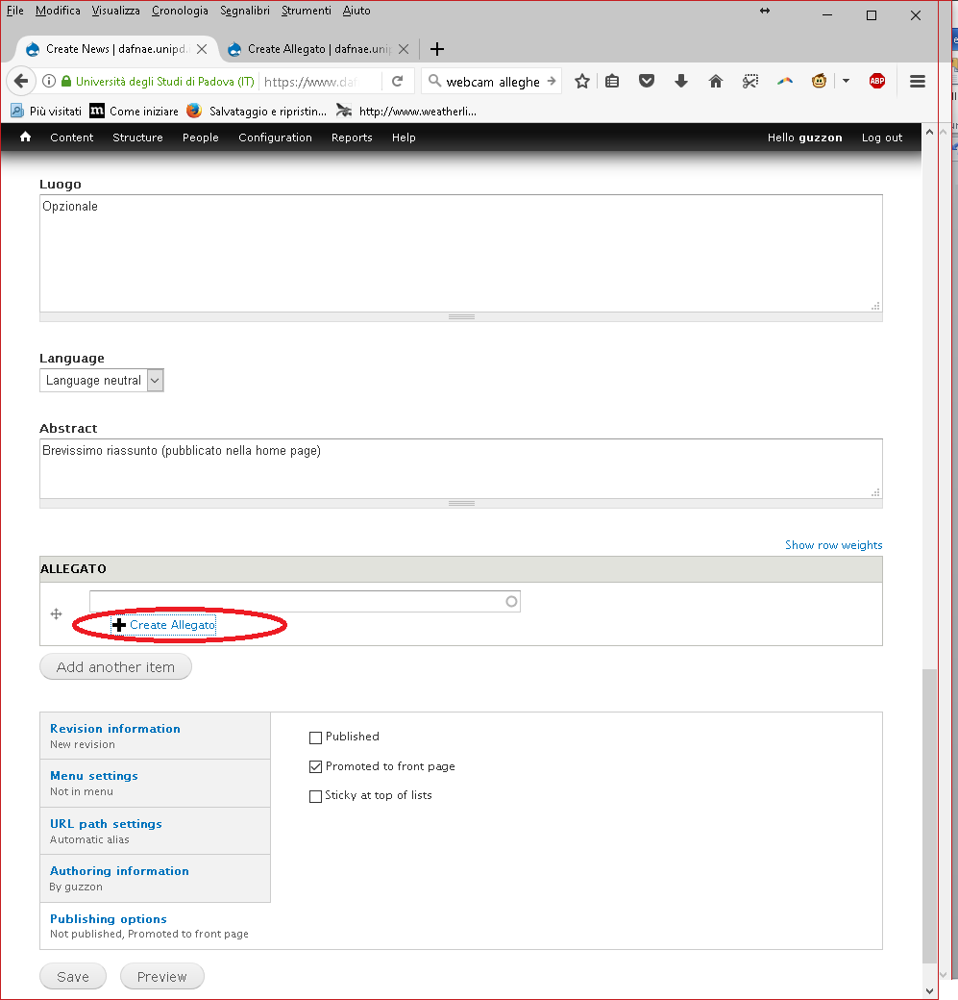 File Modifica Visualizza Cronologia Segnalibri Strumenti Aiuto
Create News | dafnae.unipd. Create Allegato | dafnae.unip
Università degli Studi di Padova (IT) https://www.daf webcam alleghe ABP
Più visitati m Come iniziare Salvataggio e ripristin... http://www.weatherli...
Content Structure People Configuration Reports Help Hello guzzon Log out
Luogo
Opzionale
Language
Language neutral
Abstract
Brevissimo riassunto (pubblicato nella home page)
Show row weights
ALLEGATO
Create Allegato
Add another item
Revision information
New revision
Menu settings
Not in menu
URL path settings
Automatic alias
Authoring information
By guzzon
Publishing options
Not published, Promoted to front page
Published
Promoted to front page
Sticky at top of lists
Save Preview